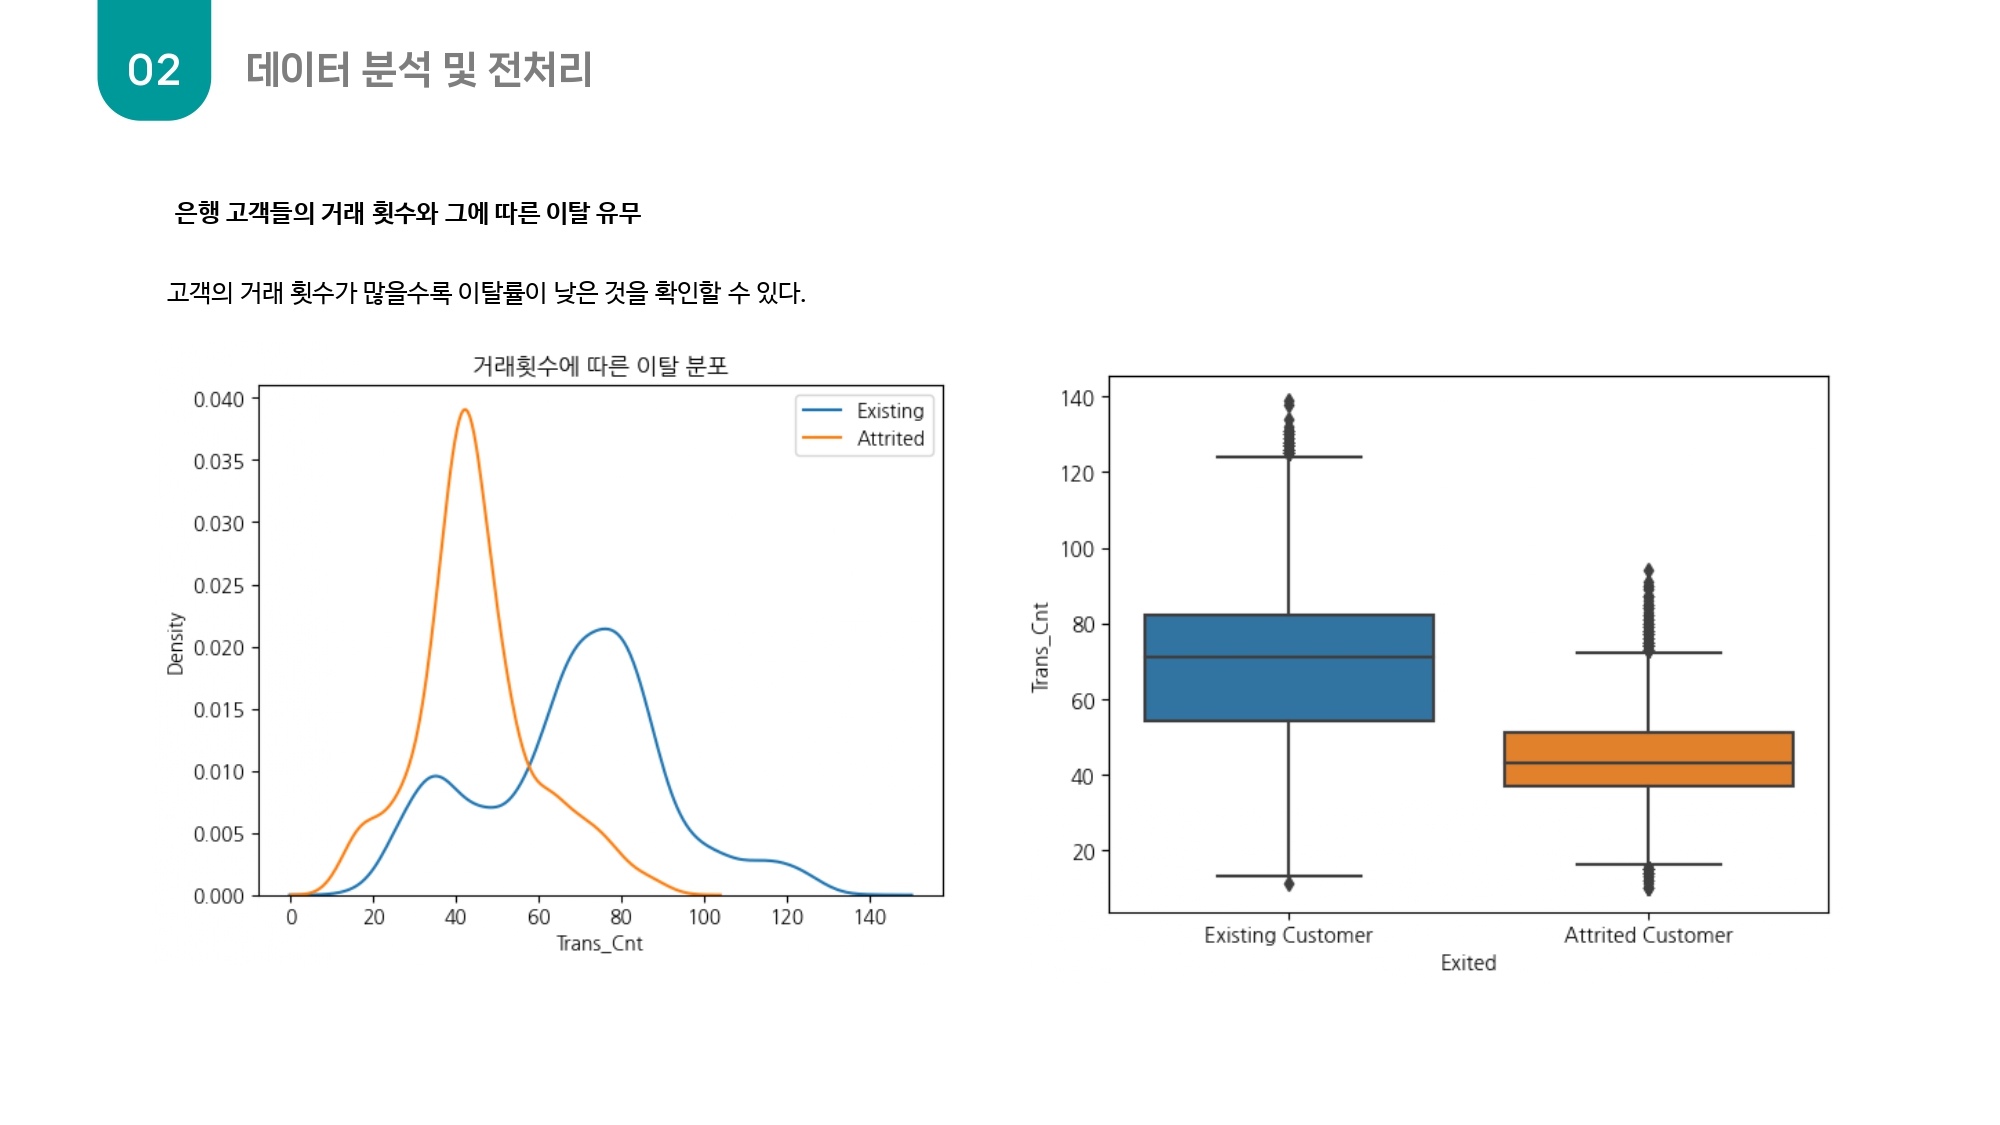 02
데이터 분석 및 전처리
은행 고객들의 거래 횟수와 그에 따른 이탈 유무
고객의 거래 횟수가 많을수록 이탈률이 낮은 것을 확인할 수 있다.
거래횟수에 따른 이탈 분포
Existing
Attrited
0.040
0.035
0.030
0.025
0.020
0.015
0.010
0.005
0.000
Density
0 20 40 60 80 100 120 140
Trans_Cnt
140
120
100
80
60
40
20
Trans_Cnt
Existing Customer Attrited Customer
Exited